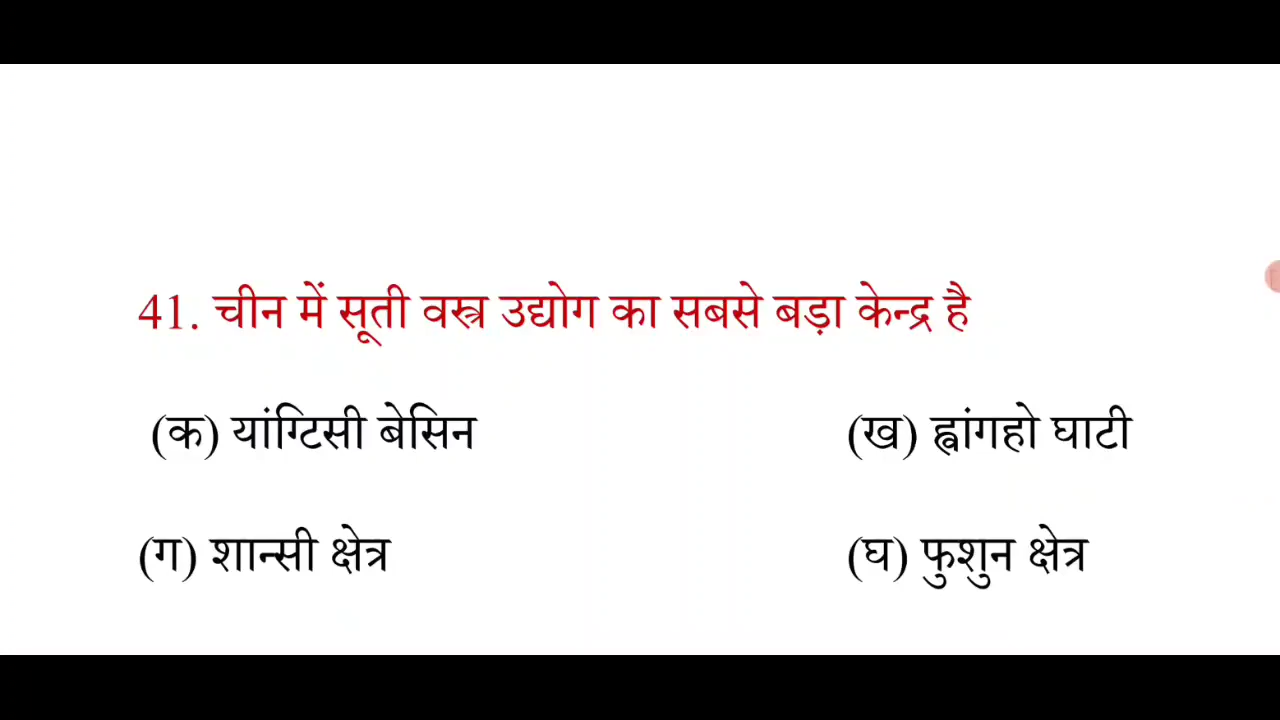 41. चीन में सूती वस्त्र उद्योग का सबसे बड़ा केन्द्र है
(क) यांग्टिसी बेसिन (ख) ह्वांगहो घाटी
(ग) शान्सी क्षेत्र (घ) फुशुन क्षेत्र